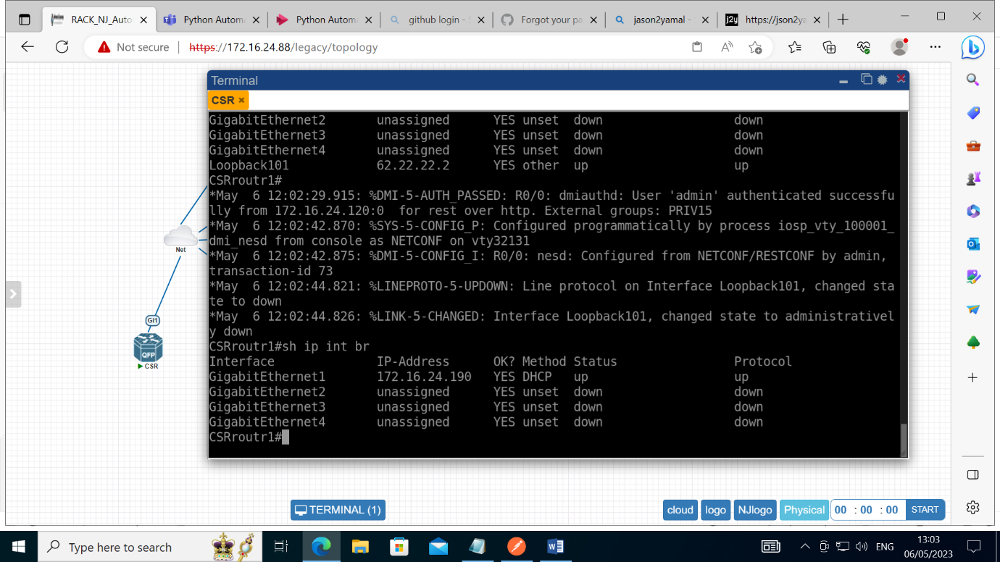 RACK_NJ_Auto
Python Automa
Python Autom
github login - S
Forgot your pa
jason2yamal -
j2y https://json2ya
Not secure https://172.16.24.88/legacy/topology
Terminal
CSR ×
GigabitEthernet2 unassigned YES unset down down
GigabitEthernet3 unassigned YES unset down down
GigabitEthernet4 unassigned YES unset down down
Loopback101 62.22.22.2 YES other up up
CSRroutr1#
*May 6 12:02:29.915: %DMI-5-AUTH_PASSED: R0/0: dmiauthd: User 'admin' authenticated successfu
lly from 172.16.24.120:0 for rest over http. External groups: PRIV15
*May 6 12:02:42.870: %SYS-5-CONFIG_P: Configured programmatically by process iosp_vty_100001_
dmi_nesd from console as NETCONF on vty32131
*May 6 12:02:42.875: %DMI-5-CONFIG_I: R0/0: nesd: Configured from NETCONF/RESTCONF by admin,
transaction-id 73
*May 6 12:02:44.821: %LINEPROTO-5-UPDOWN: Line protocol on Interface Loopback101, changed sta
te to down
*May 6 12:02:44.826: %LINK-5-CHANGED: Interface Loopback101, changed state to administrativel
y down
CSRroutr1#sh ip int br
Interface IP-Address OK? Method Status Protocol
GigabitEthernet1 172.16.24.190 YES DHCP up up
GigabitEthernet2 unassigned YES unset down down
GigabitEthernet3 unassigned YES unset down down
GigabitEthernet4 unassigned YES unset down down
CSRroutr1#
Net
Gi1
QFP
CSR
TERMINAL (1)
cloud logo NJlogo Physical 00 : 00 : 00 START
Type here to search
ENG
13:03
06/05/2023